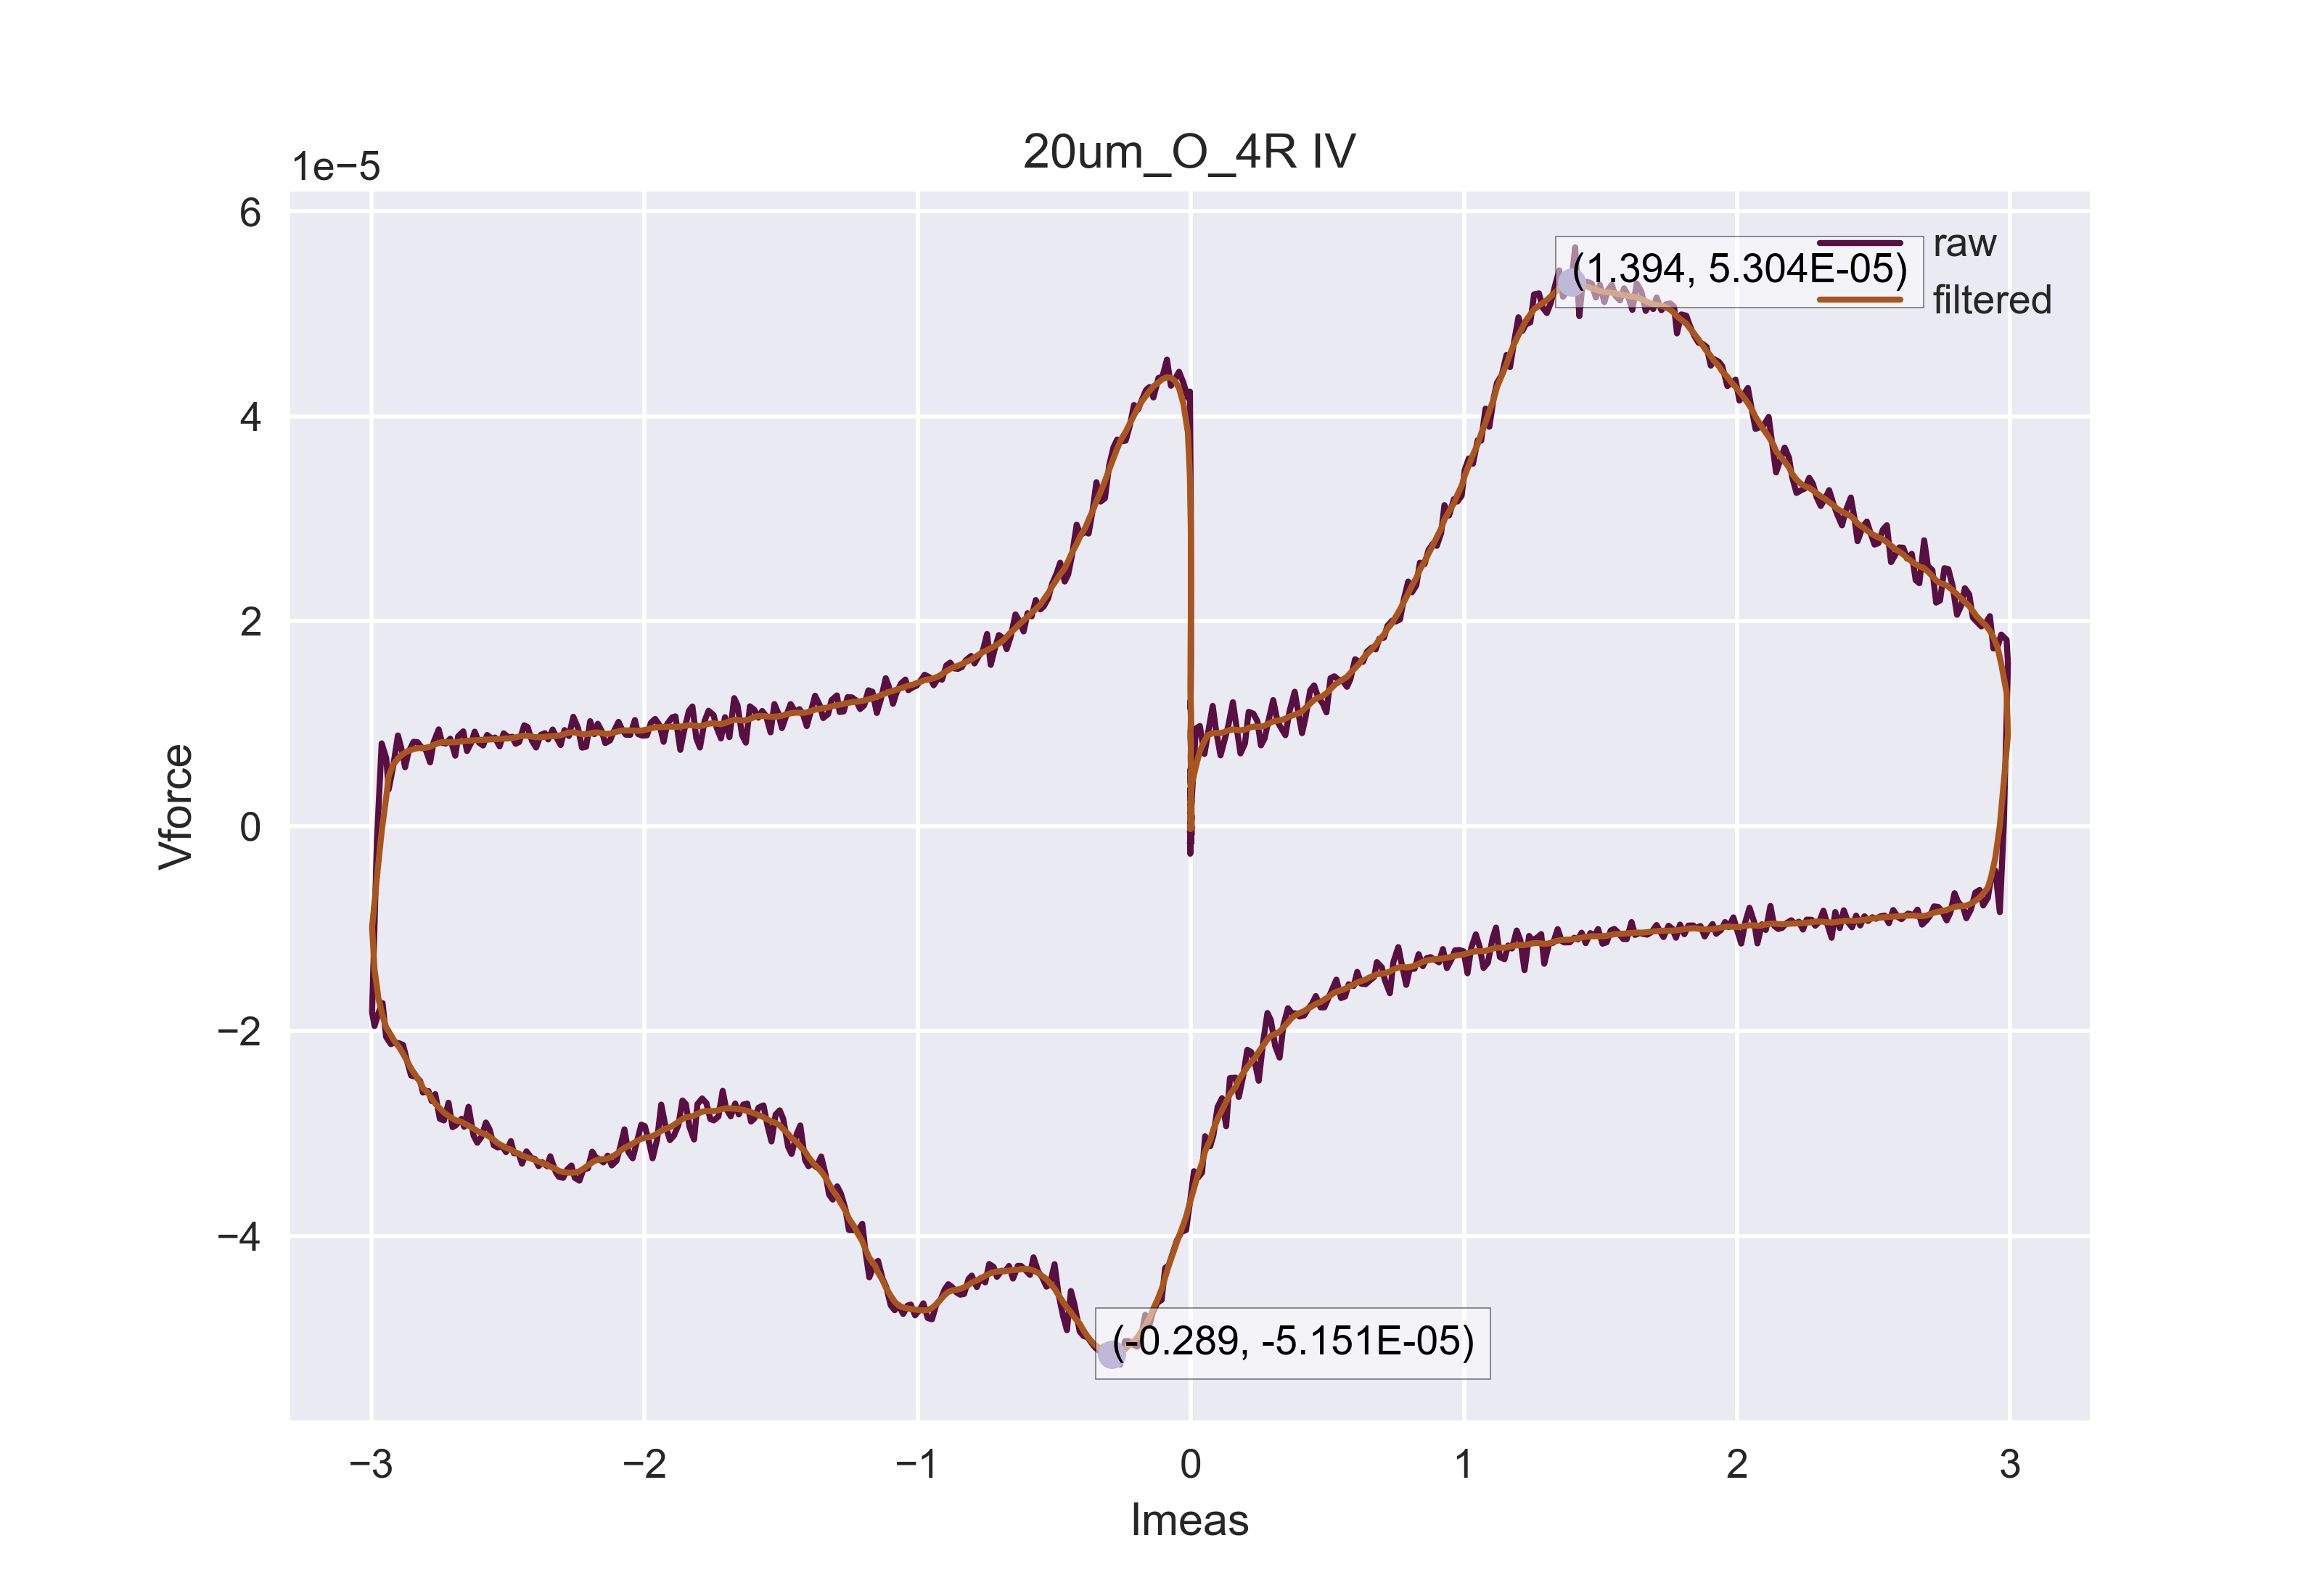 20um_O_4R IV
1e−5
6
4
2
0
−2
−4
Vforce
−3
−2
−1
0
1
2
3
Imeas
raw
filtered
(1.394, 5.304E-05)
(-0.289, -5.151E-05)